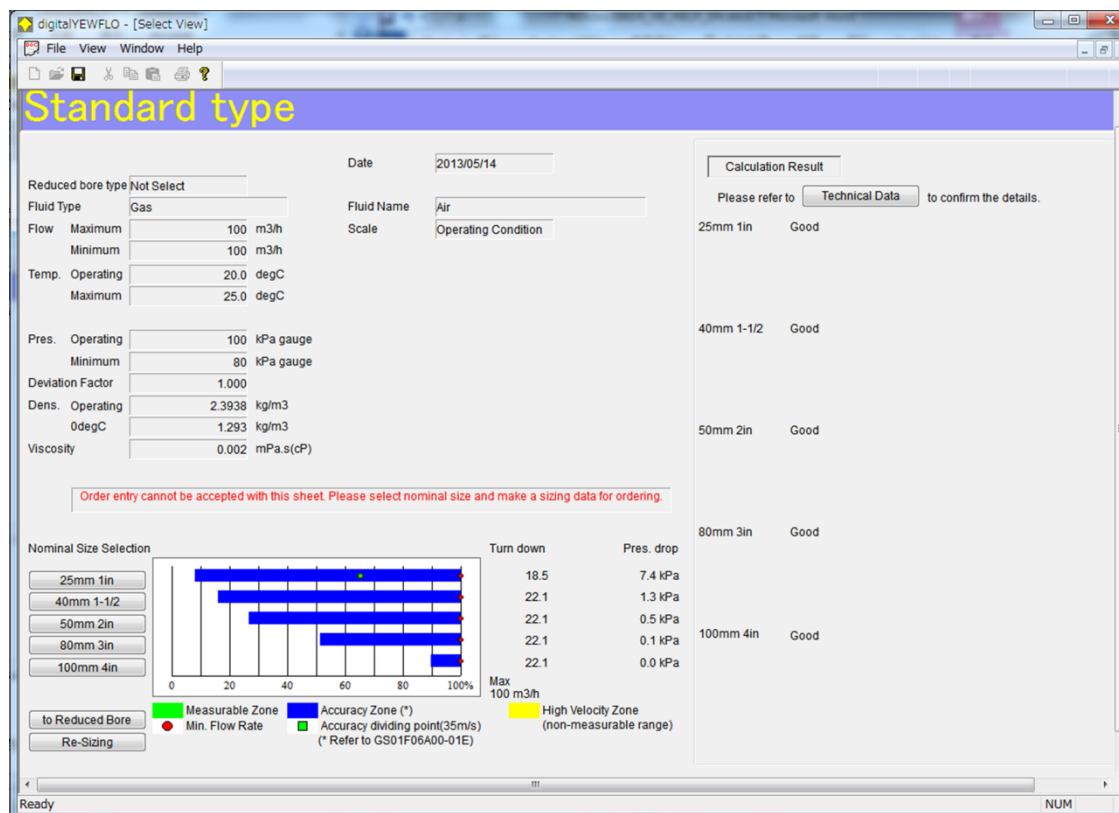 digitalYEWFLO - [Select View]
File View Window Help
Standard type
Date 2013/05/14
Reduced bore type Not Select
Fluid Type Gas Fluid Name Air
Flow Maximum 100 m3/h Scale Operating Condition
Minimum 100 m3/h
Temp. Operating 20.0 degC
Maximum 25.0 degC
Pres. Operating 100 kPa gauge
Minimum 80 kPa gauge
Deviation Factor 1.000
Dens. Operating 2.3938 kg/m3
0degC 1.293 kg/m3
Viscosity 0.002 mPa.s(cP)
Order entry cannot be accepted with this sheet. Please select nominal size and make a sizing data for ordering.
Calculation Result
Please refer to Technical Data to confirm the details.
25mm 1in Good
40mm 1-1/2 Good
50mm 2in Good
80mm 3in Good
100mm 4in Good
Nominal Size Selection Turn down Pres. drop
25mm 1in 18.5 7.4 kPa
40mm 1-1/2 22.1 1.3 kPa
50mm 2in 22.1 0.5 kPa
80mm 3in 22.1 0.1 kPa
100mm 4in 22.1 0.0 kPa
0 20 40 60 80 100% Max
100 m3/h
Measurable Zone Accuracy Zone (*) High Velocity Zone
to Reduced Bore Min. Flow Rate Accuracy dividing point(35m/s) (non-measurable range)
Re-Sizing (* Refer to GS01F06A00-01E)
Ready NUM